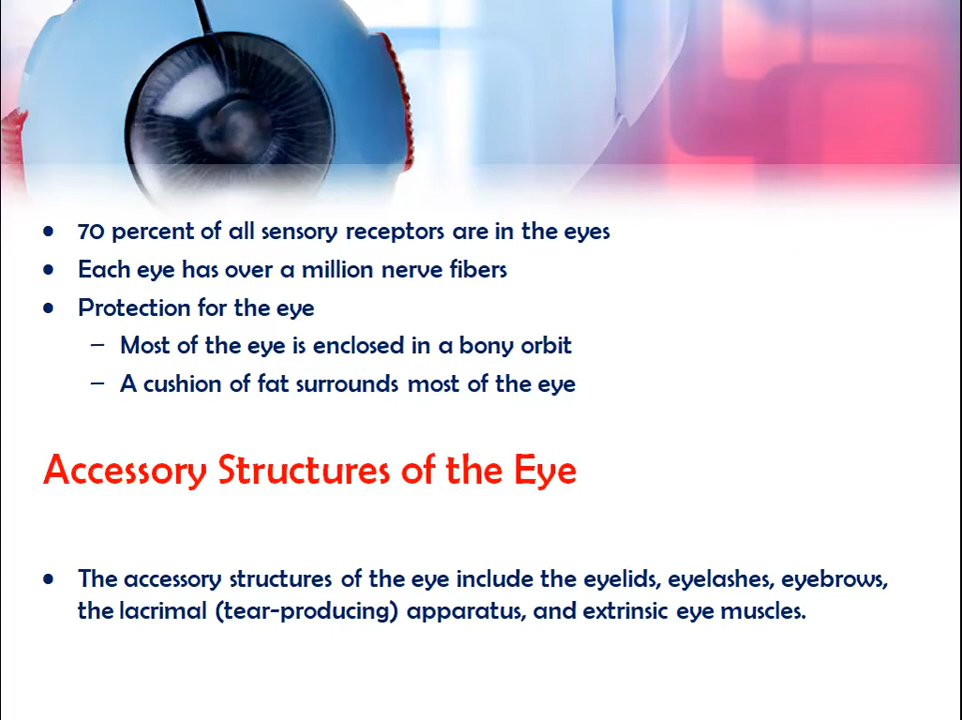 • 70 percent of all sensory receptors are in the eyes
• Each eye has over a million nerve fibers
• Protection for the eye
– Most of the eye is enclosed in a bony orbit
– A cushion of fat surrounds most of the eye
Accessory Structures of the Eye
• The accessory structures of the eye include the eyelids, eyelashes, eyebrows,
the lacrimal (tear-producing) apparatus, and extrinsic eye muscles.